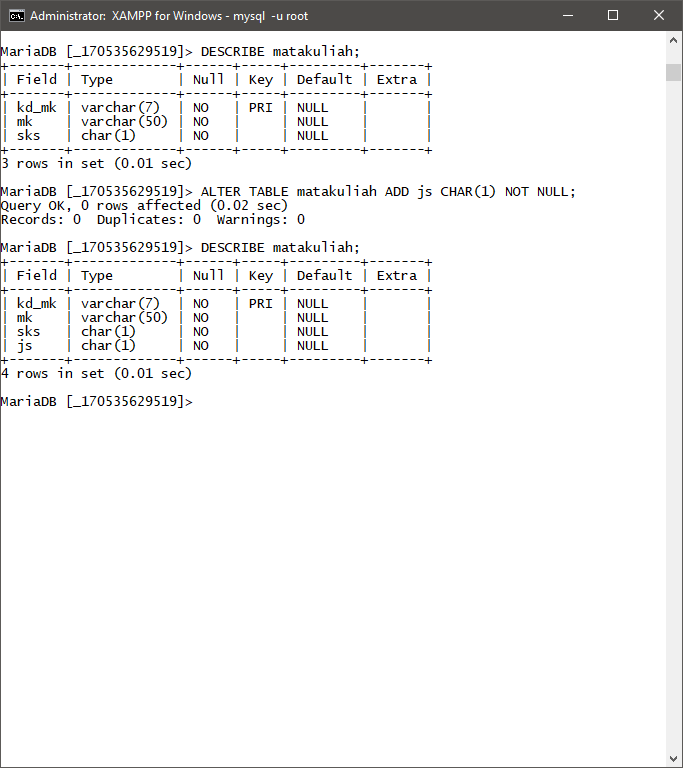 Administrator:  XAMPP for Windows - mysql  -u root
MariaDB [_170535629519]> DESCRIBE matakuliah;
+-------+-------------+------+-----+---------+-------+
| Field | Type        | Null | Key | Default | Extra |
+-------+-------------+------+-----+---------+-------+
| kd_mk | varchar(7)  | NO   | PRI | NULL    |       |
| mk    | varchar(50) | NO   |     | NULL    |       |
| sks   | char(1)     | NO   |     | NULL    |       |
+-------+-------------+------+-----+---------+-------+
3 rows in set (0.01 sec)
MariaDB [_170535629519]> ALTER TABLE matakuliah ADD js CHAR(1) NOT NULL;
Query OK, 0 rows affected (0.02 sec)
Records: 0  Duplicates: 0  Warnings: 0
MariaDB [_170535629519]> DESCRIBE matakuliah;
+-------+-------------+------+-----+---------+-------+
| Field | Type        | Null | Key | Default | Extra |
+-------+-------------+------+-----+---------+-------+
| kd_mk | varchar(7)  | NO   | PRI | NULL    |       |
| mk    | varchar(50) | NO   |     | NULL    |       |
| sks   | char(1)     | NO   |     | NULL    |       |
| js    | char(1)     | NO   |     | NULL    |       |
+-------+-------------+------+-----+---------+-------+
4 rows in set (0.01 sec)
MariaDB [_170535629519]>